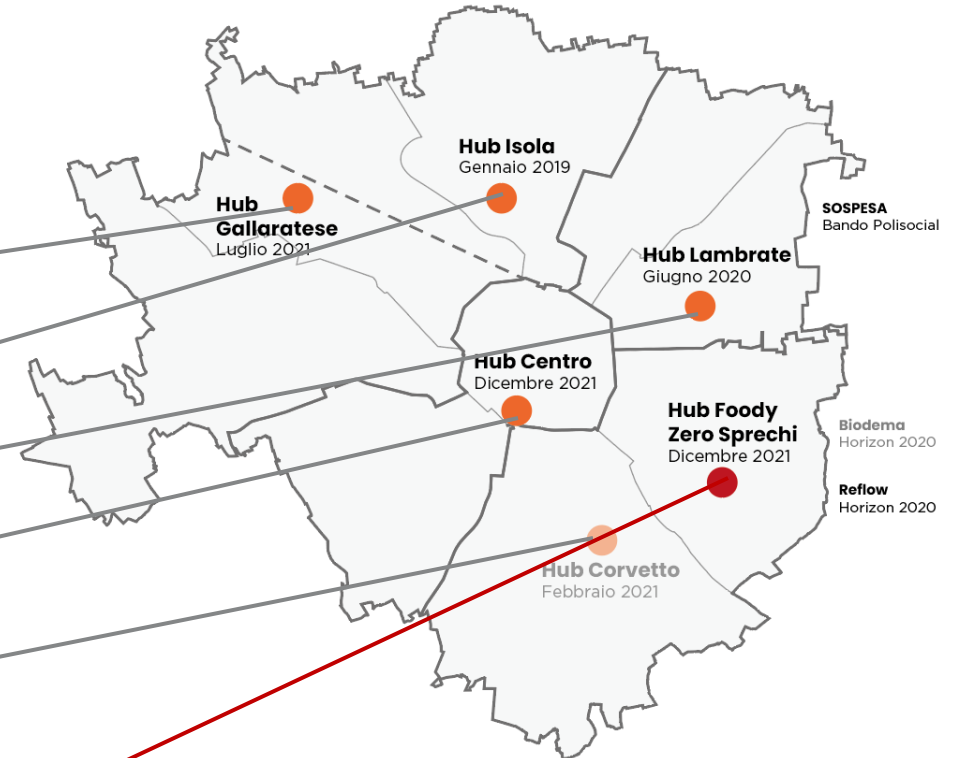 Hub Isola
Gennaio 2019
Hub
Gallaratese
Luglio 2021
SOSPESA
Bando Polisocial
Hub Lambrate
Giugno 2020
Hub Centro
Dicembre 2021
Hub Foody
Zero Sprechi
Dicembre 2021
Biodema
Horizon 2020
Reflow
Horizon 2020
Hub Corvetto
Febbraio 2021